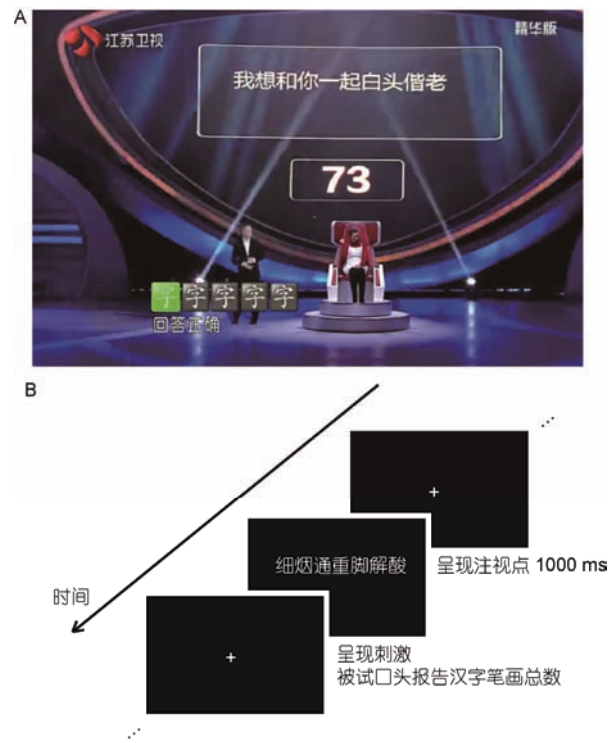 A
江苏卫视
精华版
我想和你一起白头偕老
73
字字字字字
回答正确
B
呈现注视点 1000 ms
细烟通重脚解酸
时间
呈现刺激
被试口头报告汉字笔画总数